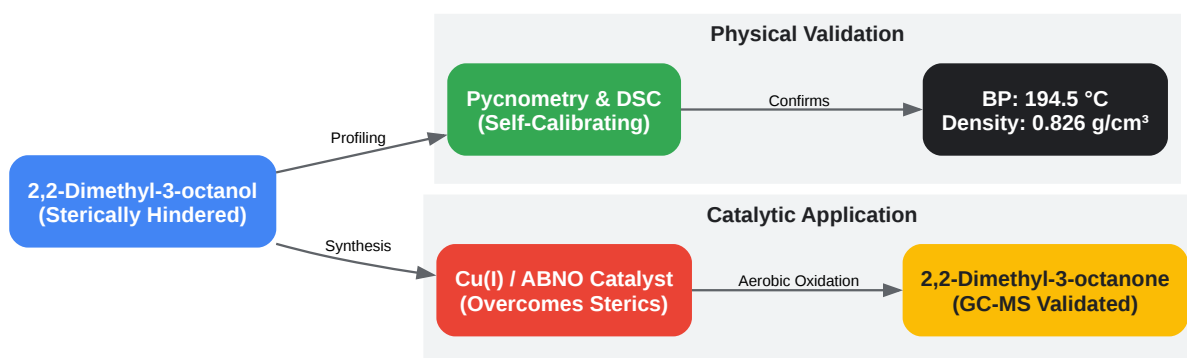 Physical Validation
Pycnometry & DSC
(Self-Calibrating)
Confirms
BP: 194.5 °C
Density: 0.826 g/cm³
Profiling
2,2-Dimethyl-3-octanol
(Sterically Hindered)
Synthesis
Catalytic Application
Cu(I) / ABNO Catalyst
(Overcomes Sterics)
Aerobic Oxidation
2,2-Dimethyl-3-octanone
(GC-MS Validated)